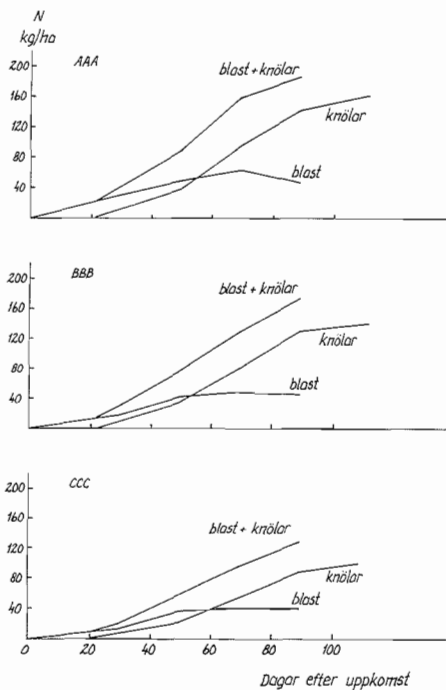 N
kg/ha
200
160
120
80
40
AAA
blast + knölar
knölar
blast
200
160
120
80
40
BBB
blast + knölar
knölar
blast
200
160
120
80
40
CCC
blast + knölar
knölar
blast
0 20 40 60 80 100
Dagar efter uppkomst